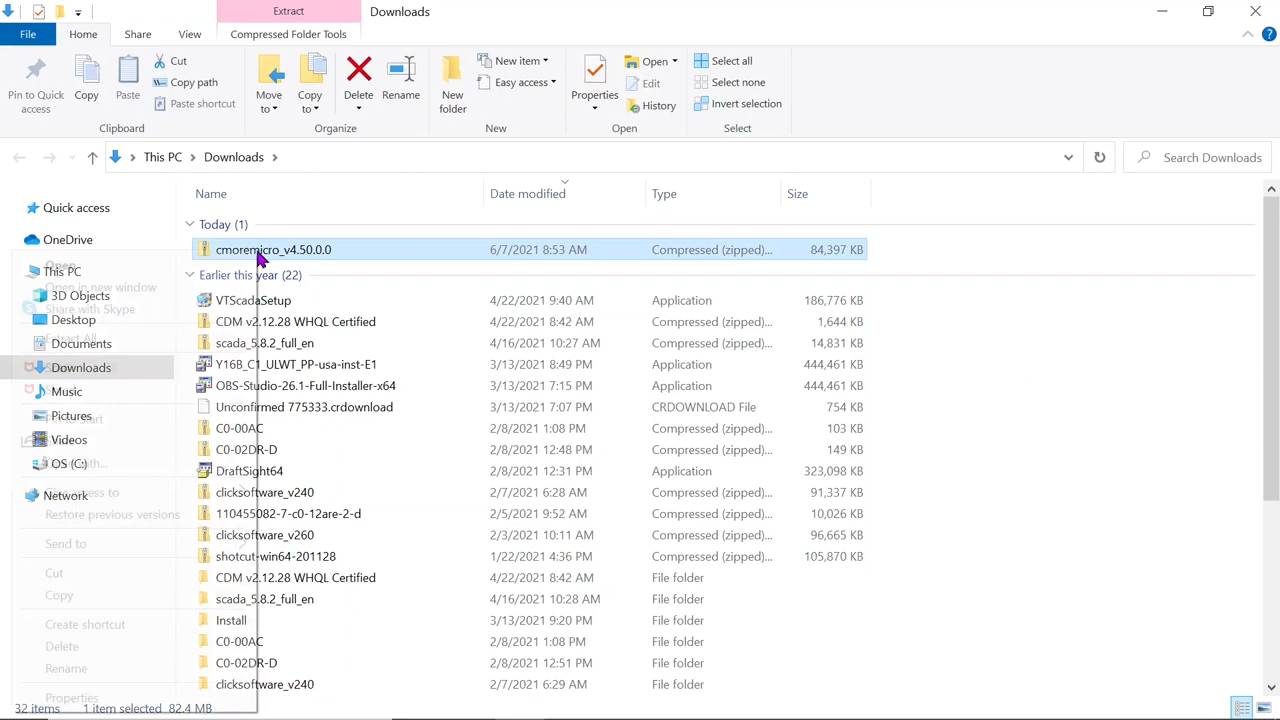 Extract
Downloads
File
Home
Share
View
Compressed Folder Tools
Pin to Quick access
Copy
Paste
Cut
Copy path
Paste shortcut
Clipboard
Move to
Copy to
Delete
Rename
Organize
New folder
New item
Easy access
New
Properties
Open
Edit
History
Open
Select all
Select none
Invert selection
Select
This PC
Downloads
Search Downloads
Name
Date modified
Type
Size
Quick access
OneDrive
This PC
3D Objects
Desktop
Documents
Downloads
Music
Pictures
Videos
OS (C:)
Network
Open
Open in new window
Share with Skype
Extract All...
Pin to Start
Restore previous versions
Send to
Cut
Copy
Create shortcut
Delete
Rename
Properties
Today (1)
cmoremicro_v4.50.0.0 6/7/2021 8:53 AM Compressed (zipped)... 84,397 KB
Earlier this year (22)
VTScadaSetup 4/22/2021 9:40 AM Application 186,776 KB
CDM v2.12.28 WHQL Certified 4/22/2021 8:42 AM Compressed (zipped)... 1,644 KB
scada_5.8.2_full_en 4/16/2021 10:27 AM Compressed (zipped)... 14,831 KB
Y16B_C1_ULWT_PP-usa-inst-E1 3/13/2021 8:49 PM Application 444,461 KB
OBS-Studio-26.1-Full-Installer-x64 3/13/2021 7:15 PM Application 444,461 KB
Unconfirmed 775333.crdownload 3/13/2021 7:07 PM CRDOWNLOAD File 754 KB
C0-00AC 2/8/2021 1:08 PM Compressed (zipped)... 103 KB
C0-02DR-D 2/8/2021 12:48 PM Compressed (zipped)... 149 KB
DraftSight64 2/8/2021 12:31 PM Application 323,098 KB
clicksoftware_v240 2/7/2021 6:28 AM Compressed (zipped)... 91,337 KB
110455082-7-c0-12are-2-d 2/5/2021 9:52 AM Compressed (zipped)... 10,026 KB
clicksoftware_v260 2/3/2021 10:11 AM Compressed (zipped)... 96,665 KB
shotcut-win64-201128 1/22/2021 4:36 PM Compressed (zipped)... 105,870 KB
CDM v2.12.28 WHQL Certified 4/22/2021 8:42 AM File folder
scada_5.8.2_full_en 4/16/2021 10:28 AM File folder
Install 3/13/2021 9:20 PM File folder
C0-00AC 2/8/2021 1:08 PM File folder
C0-02DR-D 2/8/2021 12:51 PM File folder
clicksoftware_v240 2/7/2021 6:29 AM File folder
32 items 1 item selected 82.4 MB